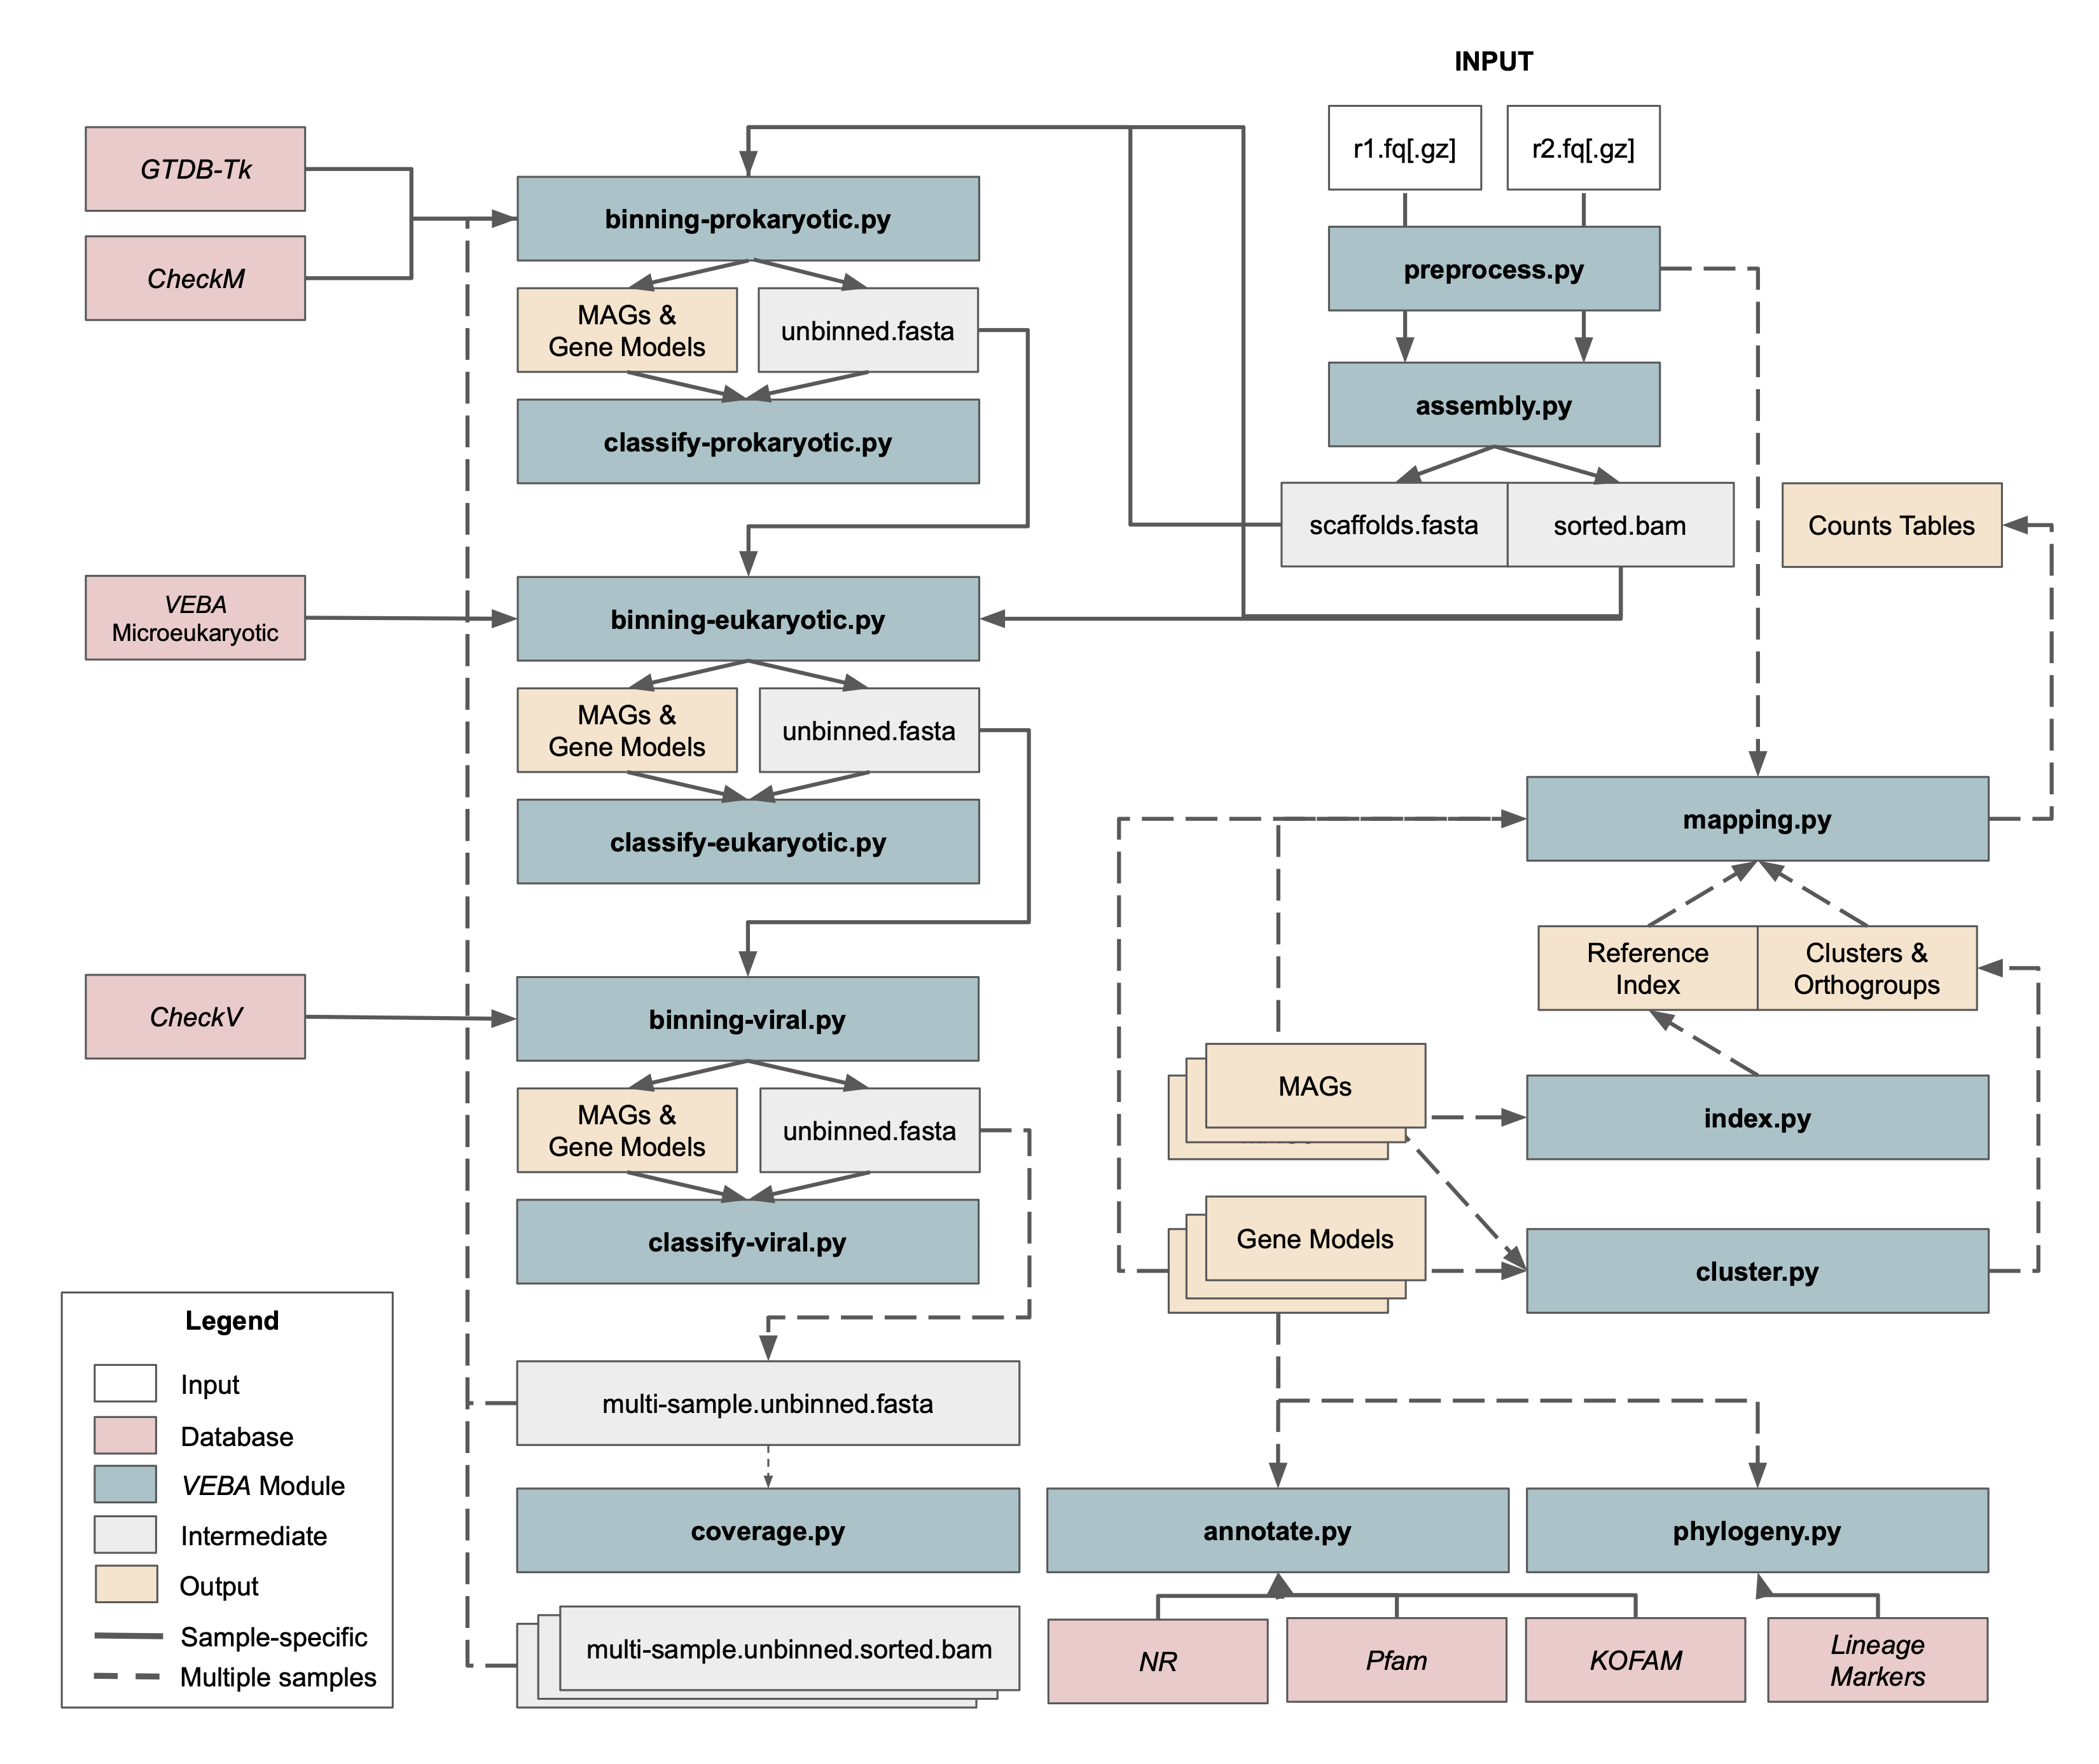 INPUT
r1.fq[.gz]
r2.fq[.gz]
GTDB-Tk
CheckM
binning-prokaryotic.py
preprocess.py
MAGs &
Gene Models
unbinned.fasta
assembly.py
classify-prokaryotic.py
scaffolds.fasta
sorted.bam
Counts Tables
VEBA
Microeukaryotic
binning-eukaryotic.py
MAGs &
Gene Models
unbinned.fasta
classify-eukaryotic.py
mapping.py
Reference
Index
Clusters &
Orthogroups
CheckV
binning-viral.py
MAGs &
Gene Models
unbinned.fasta
MAGs
index.py
classify-viral.py
Gene Models
cluster.py
multi-sample.unbinned.fasta
coverage.py
annotate.py
phylogeny.py
multi-sample.unbinned.sorted.bam
NR
Pfam
KOFAM
Lineage
Markers
Legend
Input
Database
VEBA Module
Intermediate
Output
Sample-specific
Multiple samples